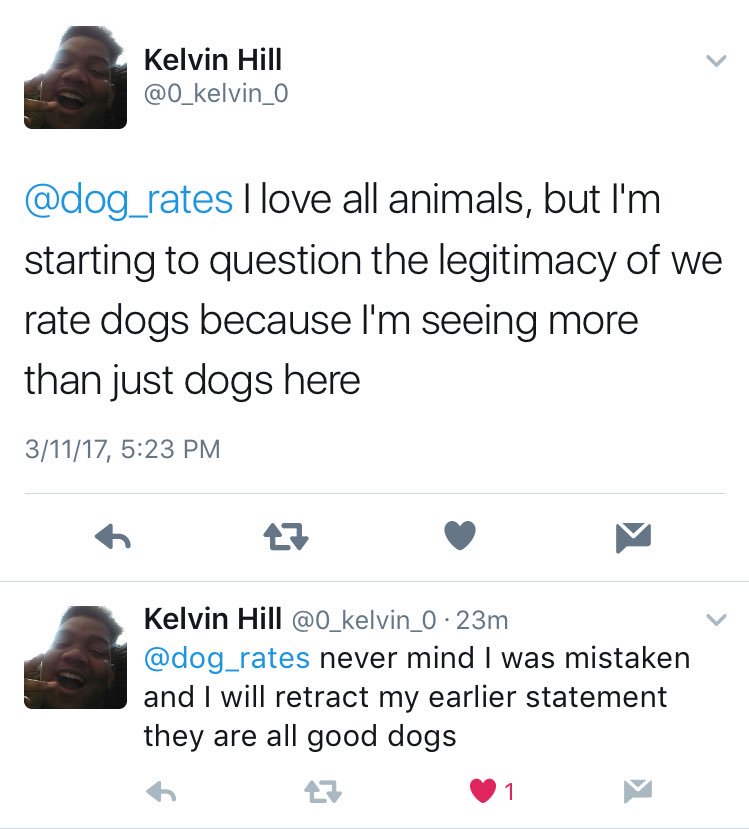 Kelvin Hill
@0_kelvin_0
@dog_rates I love all animals, but I'm
starting to question the legitimacy of we
rate dogs because I'm seeing more
than just dogs here
3/11/17, 5:23 PM
Kelvin Hill @0_kelvin_0 · 23m
@dog_rates never mind I was mistaken
and I will retract my earlier statement
they are all good dogs
1